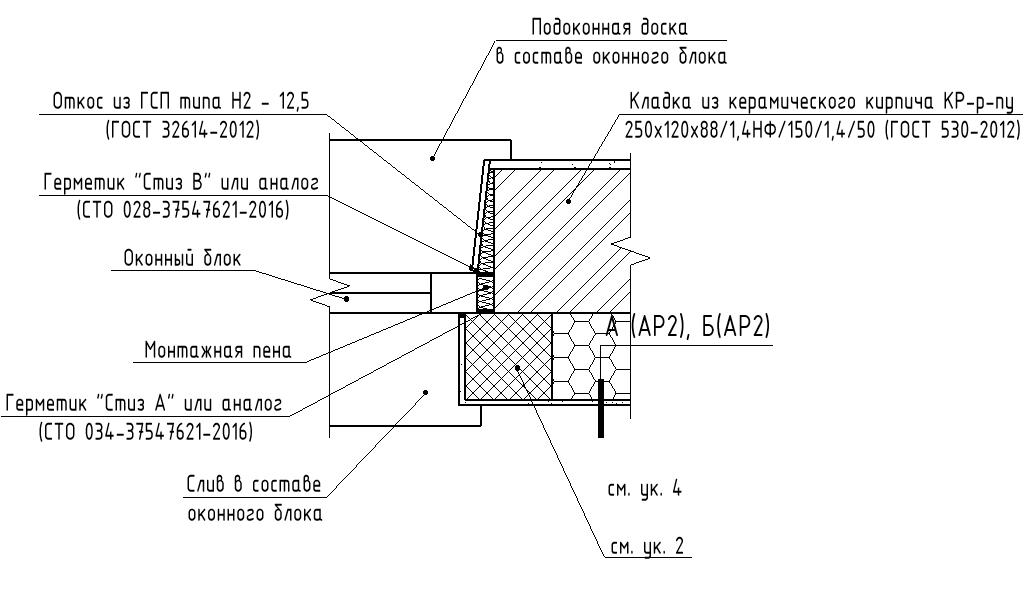 Подоконная доска
в составе оконного блока
Откос из ГСП типа Н2 - 12,5
(ГОСТ 32614-2012)
Кладка из керамического кирпича КР-р-пу
250х120х88/1,4НФ/150/1,4/50 (ГОСТ 530-2012)
Герметик "Стиз В" или аналог
(СТО 028-37547621-2016)
Оконный блок
А (АР2), Б(АР2)
Монтажная пена
Герметик "Стиз А" или аналог
(СТО 034-37547621-2016)
Слив в составе
оконного блока
см. ук. 4
см. ук. 2